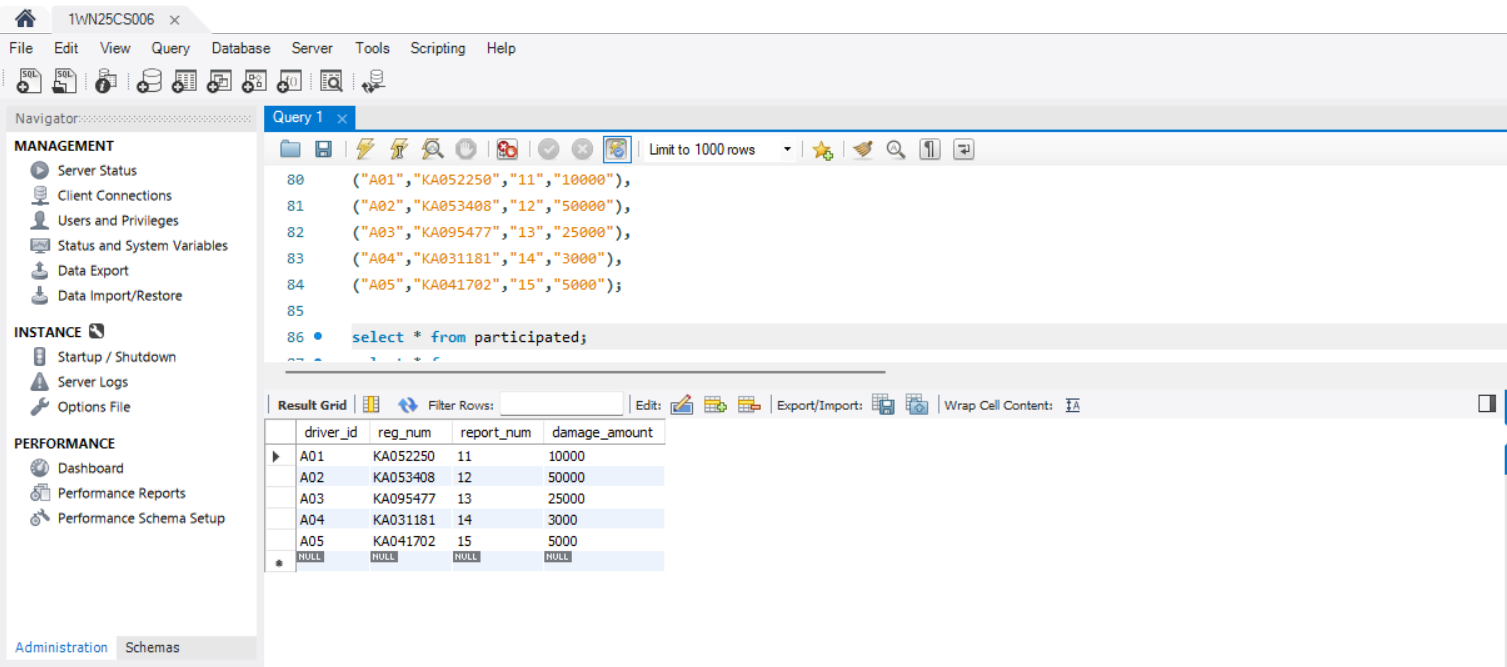 1WN25CS006 ×
File Edit View Query Database Server Tools Scripting Help
Navigator
MANAGEMENT
Server Status
Client Connections
Users and Privileges
Status and System Variables
Data Export
Data Import/Restore
INSTANCE
Startup / Shutdown
Server Logs
Options File
PERFORMANCE
Dashboard
Performance Reports
Performance Schema Setup
Administration Schemas
Query 1 ×
Limit to 1000 rows
80 ("A01","KA052250","11","10000"),
81 ("A02","KA053408","12","50000"),
82 ("A03","KA095477","13","25000"),
83 ("A04","KA031181","14","3000"),
84 ("A05","KA041702","15","5000");
85
86 select * from participated;
Result Grid Filter Rows: Edit: Export/Import: Wrap Cell Content:
driver_id reg_num report_num damage_amount
A01 KA052250 11 10000
A02 KA053408 12 50000
A03 KA095477 13 25000
A04 KA031181 14 3000
A05 KA041702 15 5000
NULL NULL NULL NULL